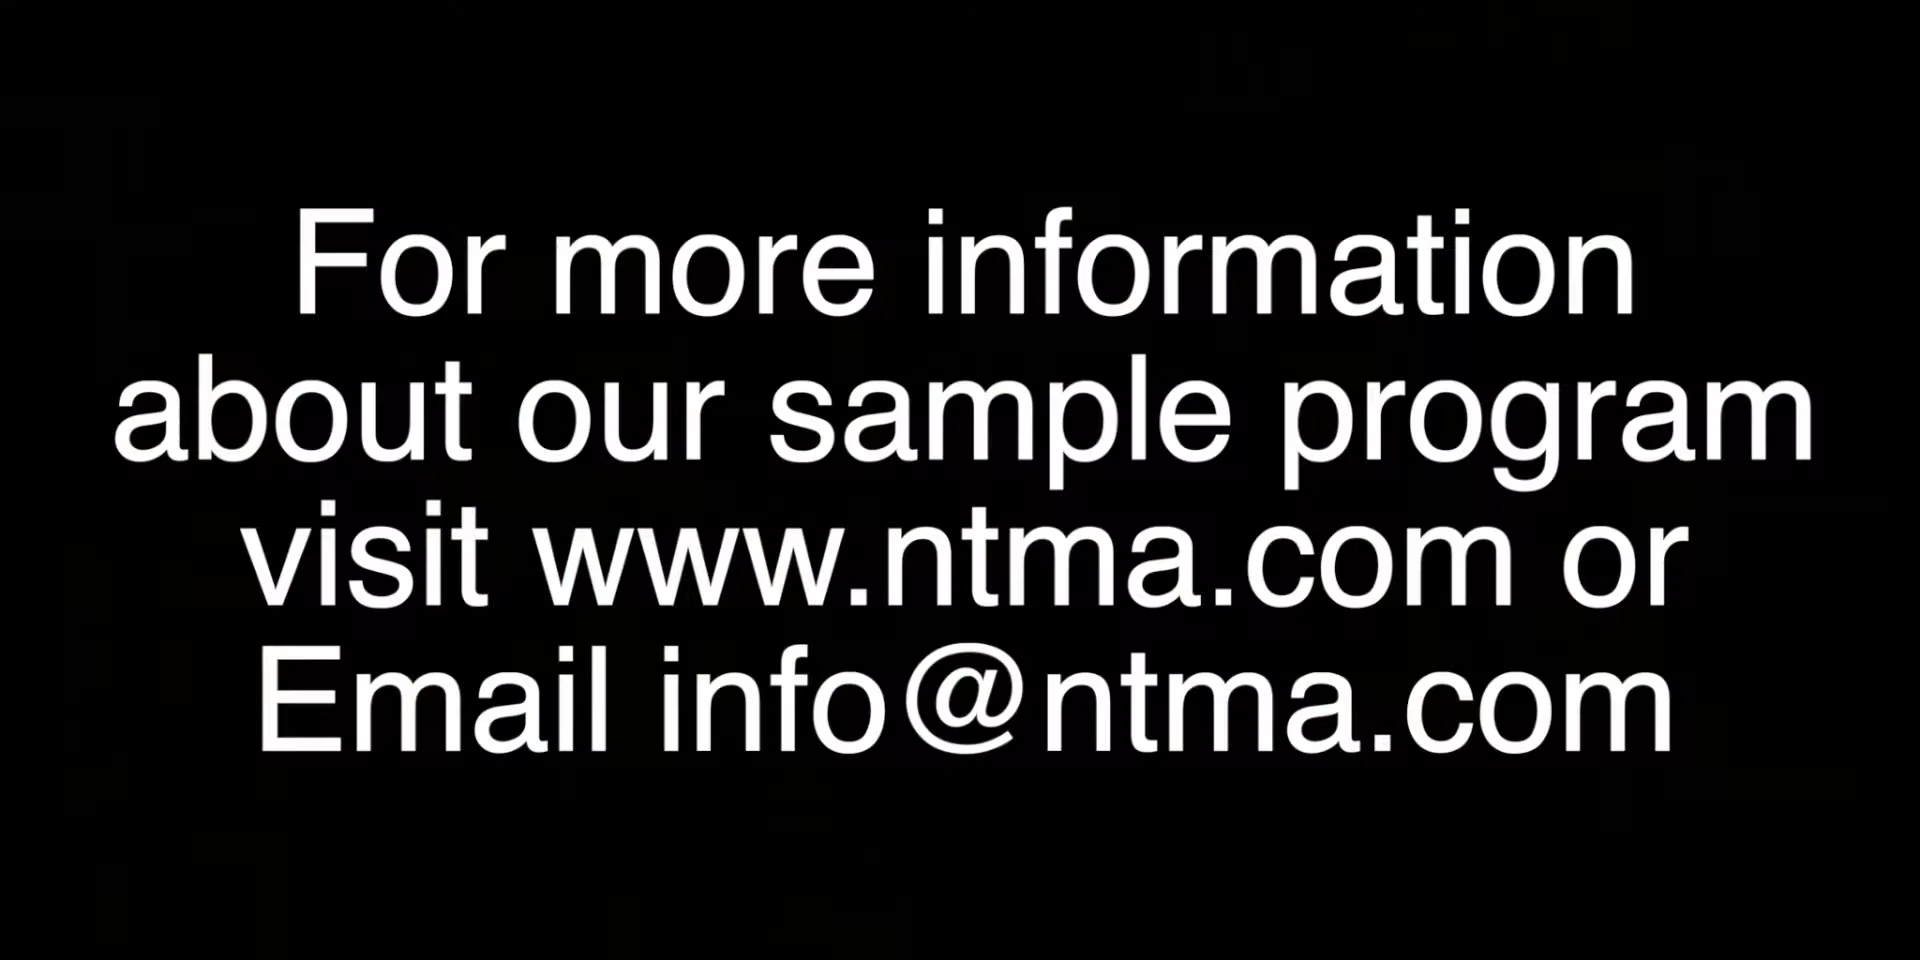 For more information
about our sample program
visit www.ntma.com or
Email info@ntma.com